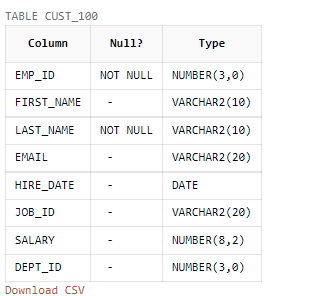 TABLE CUST_100
Column Null? Type
EMP_ID NOT NULL NUMBER(3,0)
FIRST_NAME - VARCHAR2(10)
LAST_NAME NOT NULL VARCHAR2(10)
EMAIL - VARCHAR2(20)
HIRE_DATE - DATE
JOB_ID - VARCHAR2(20)
SALARY - NUMBER(8,2)
DEPT_ID - NUMBER(3,0)
Download CSV